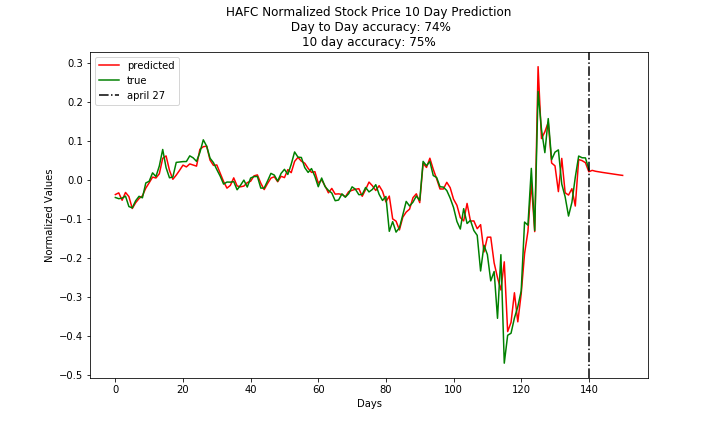 HAFC Normalized Stock Price 10 Day Prediction
Day to Day accuracy: 74%
10 day accuracy: 75%
predicted
true
april 27
0.3
0.2
0.1
0.0
−0.1
−0.2
−0.3
−0.4
−0.5
Normalized Values
0 20 40 60 80 100 120 140
Days